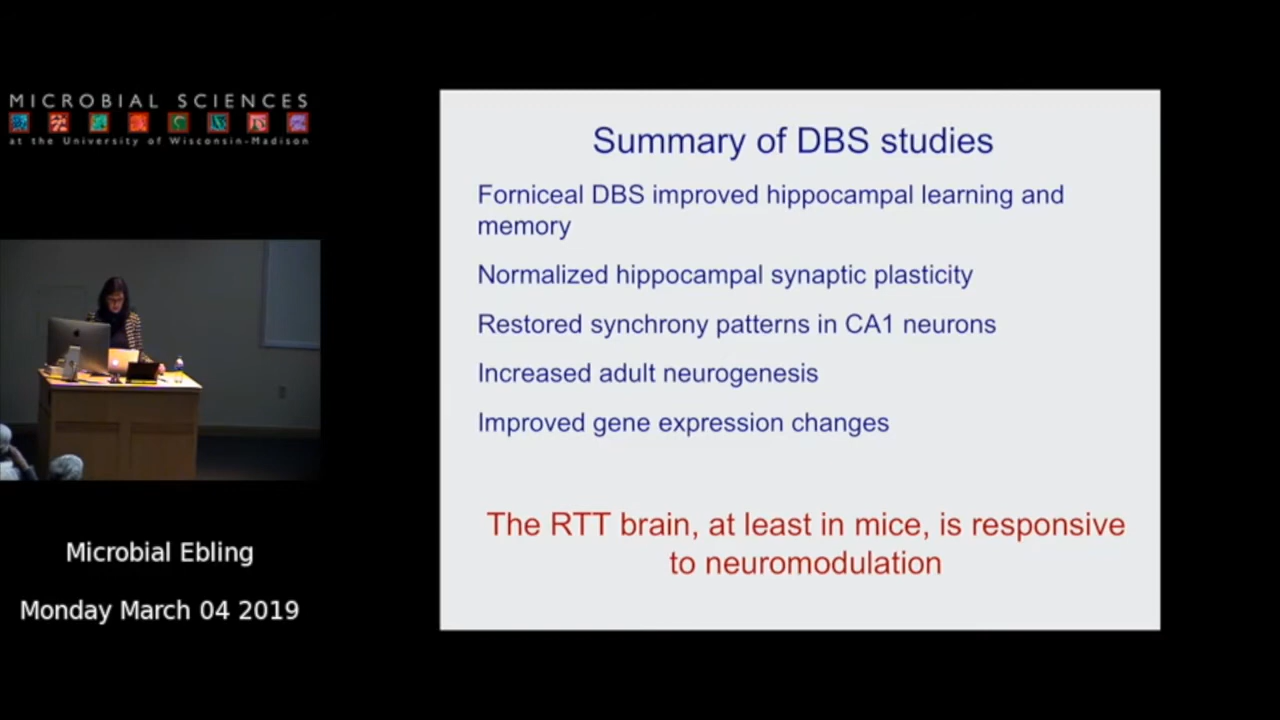 MICROBIAL SCIENCES
at the University of Wisconsin-Madison
Microbial Ebling
Monday March 04 2019
Summary of DBS studies
Forniceal DBS improved hippocampal learning and
memory
Normalized hippocampal synaptic plasticity
Restored synchrony patterns in CA1 neurons
Increased adult neurogenesis
Improved gene expression changes
The RTT brain, at least in mice, is responsive
to neuromodulation